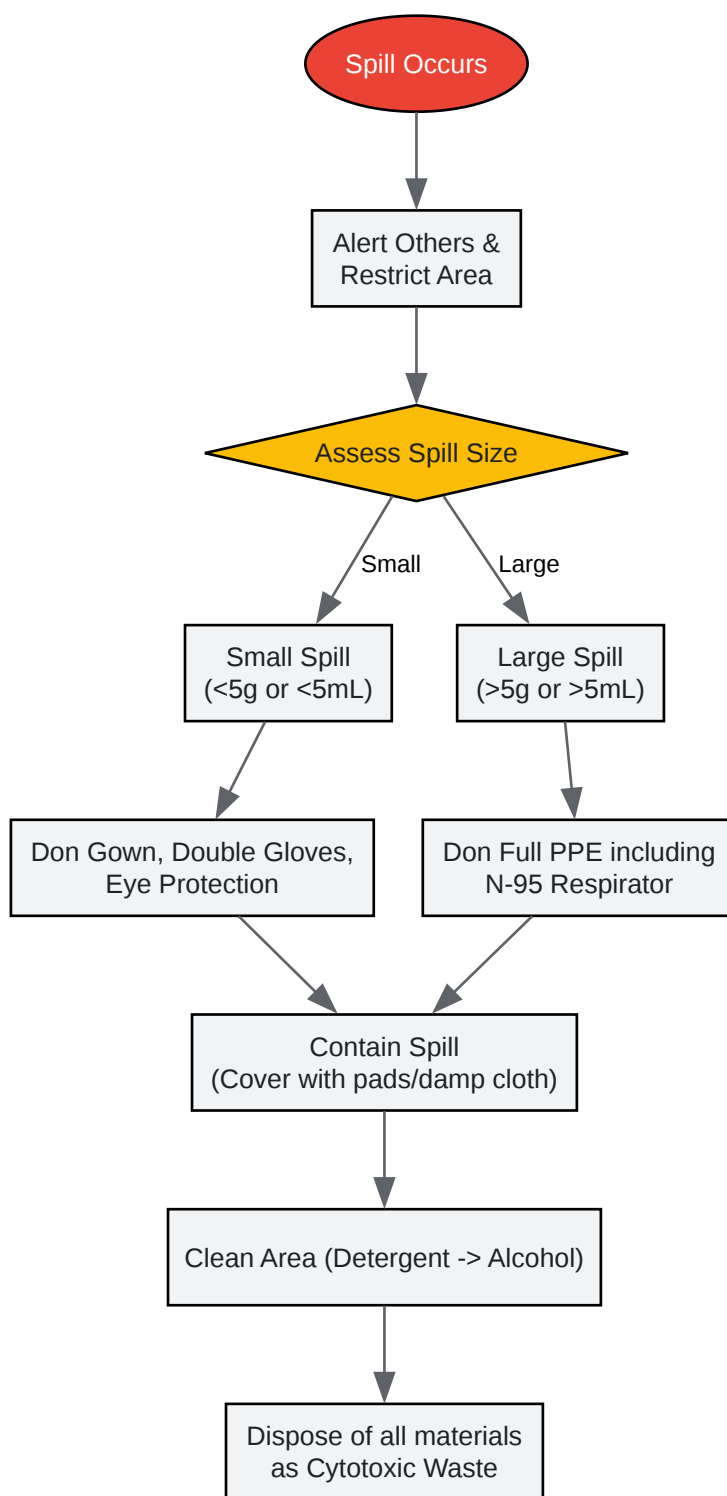 Spill Occurs
Alert Others &
Restrict Area
Assess Spill Size
Small
Large
Small Spill
(<5g or <5mL)
Large Spill
(>5g or >5mL)
Don Gown, Double Gloves,
Eye Protection
Don Full PPE including
N-95 Respirator
Contain Spill
(Cover with pads/damp cloth)
Clean Area (Detergent -> Alcohol)
Dispose of all materials
as Cytotoxic Waste